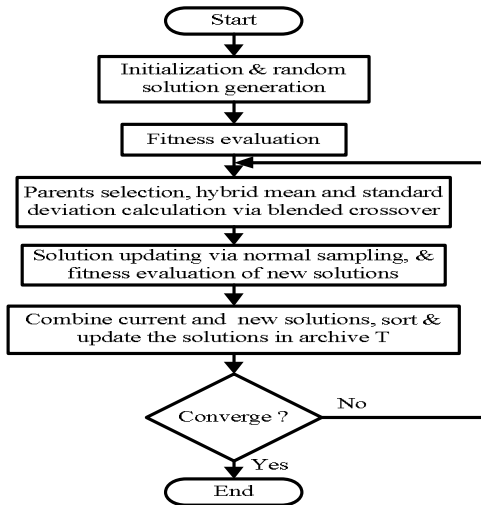 Start
Initialization & random
solution generation
Fitness evaluation
Parents selection, hybrid mean and standard
deviation calculation via blended crossover
Solution updating via normal sampling, &
fitness evaluation of new solutions
Combine current and new solutions, sort &
update the solutions in archive T
Converge ?
No
Yes
End